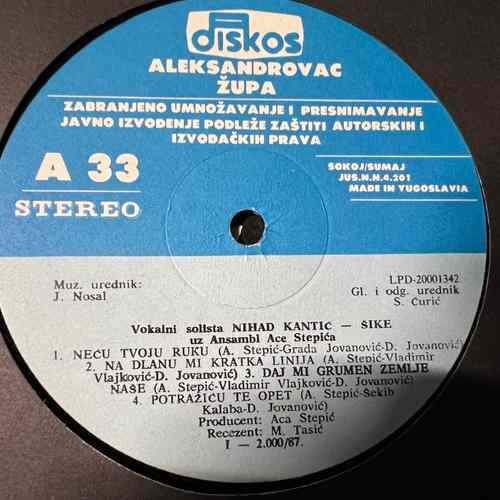 diskos
ALEKSANDROVAC
ŽUPA
ZABRANJENO UMNOŽAVANJE I PRESNIMAVANJE
JAVNO IZVOĐENJE PODLEŽE ZAŠTITI AUTORSKIH I
IZVOĐAČKIH PRAVA
A 33
STEREO
SOKOJ/SUMAJ
JUS.N.N.4.201
MADE IN YUGOSLAVIA
Muz. urednik:
J. Nosal
LPD-20001342
Gl. i odg. urednik
S. Ćurić
Vokalni solista NIHAD KANTIĆ — ŠIKE
uz Ansambl Ace Stepića
1. NEĆU TVOJU RUKU (A. Stepić-Grada Jovanović-D. Jovanović)
2. NA DLANU MI KRATKA LINIJA (A. Stepić-Vladimir
Vlajković-D. Jovanović) 3. DAJ MI GRUMEN ZEMLJE
NAŠE (A. Stepić-Vladimir Vlajković-D. Jovanović)
4. POTRAŽIĆU TE OPET (A. Stepić-Šekib
Kalaba-D. Jovanović)
Producent: Aca Stepić
Recezent: M. Tasić
I — 2.000/87.